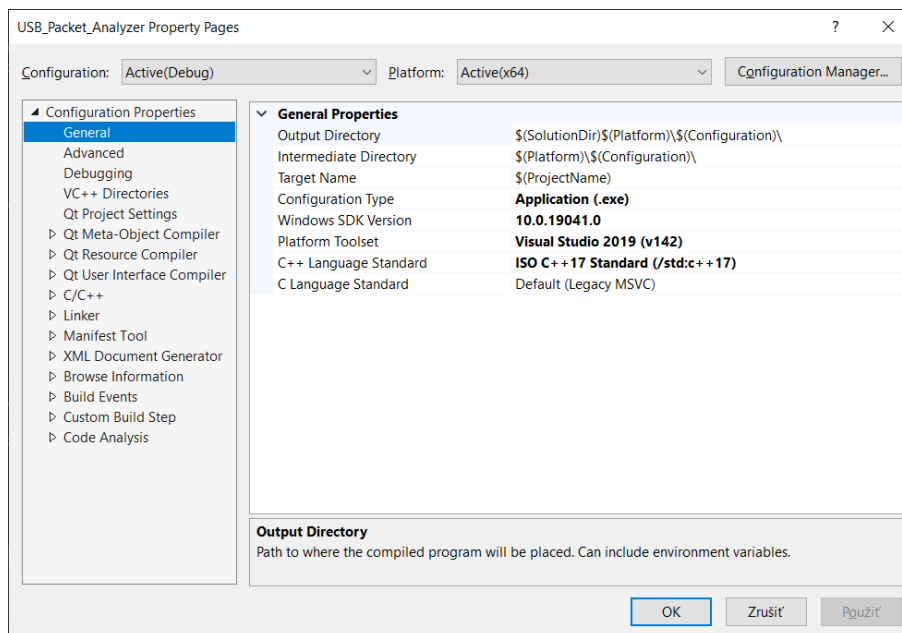 USB_Packet_Analyzer Property Pages
Configuration: Active(Debug) Platform: Active(x64) Configuration Manager...
Configuration Properties
General
Advanced
Debugging
VC++ Directories
Qt Project Settings
Qt Meta-Object Compiler
Qt Resource Compiler
Qt User Interface Compiler
C/C++
Linker
Manifest Tool
XML Document Generator
Browse Information
Build Events
Custom Build Step
Code Analysis
General Properties
Output Directory $(SolutionDir)$(Platform)\$(Configuration)\
Intermediate Directory $(Platform)\$(Configuration)\
Target Name $(ProjectName)
Configuration Type Application (.exe)
Windows SDK Version 10.0.19041.0
Platform Toolset Visual Studio 2019 (v142)
C++ Language Standard ISO C++17 Standard (/std:c++17)
C Language Standard Default (Legacy MSVC)
Output Directory
Path to where the compiled program will be placed. Can include environment variables.
OK Zrušiť Použiť